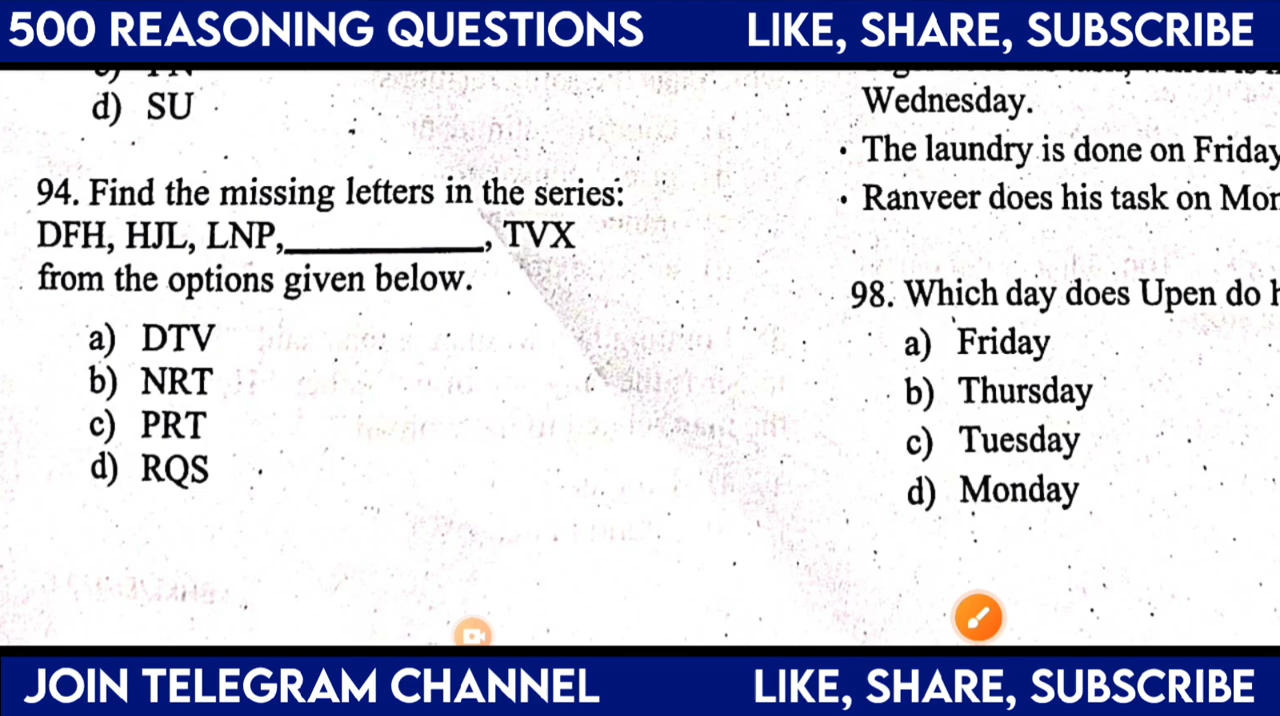 500 REASONING QUESTIONS
LIKE, SHARE, SUBSCRIBE
d) SU
94. Find the missing letters in the series:
DFH, HJL, LNP,__________, TVX
from the options given below.
a) DTV
b) NRT
c) PRT
d) RQS
Wednesday.
• The laundry is done on Friday
• Ranveer does his task on
98. Which day does Upen do
a) Friday
b) Thursday
c) Tuesday
d) Monday
JOIN TELEGRAM CHANNEL
LIKE, SHARE, SUBSCRIBE